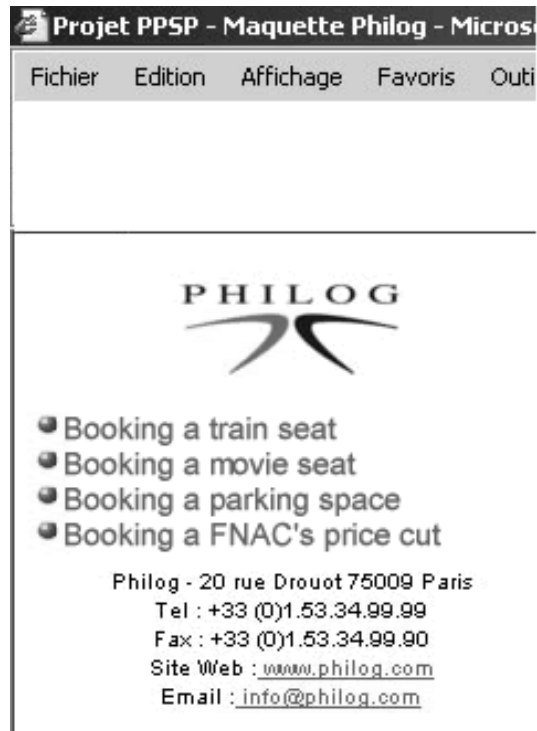 Projet PPSP - Maquette Philog - Micros
Fichier Edition Affichage Favoris Outi
PHILOG
Booking a train seat
Booking a movie seat
Booking a parking space
Booking a FNAC's price cut
Philog - 20 rue Drouot 75009 Paris
Tel : +33 (0)1.53.34.99.99
Fax : +33 (0)1.53.34.99.90
Site Web : www.philog.com
Email : info@philog.com